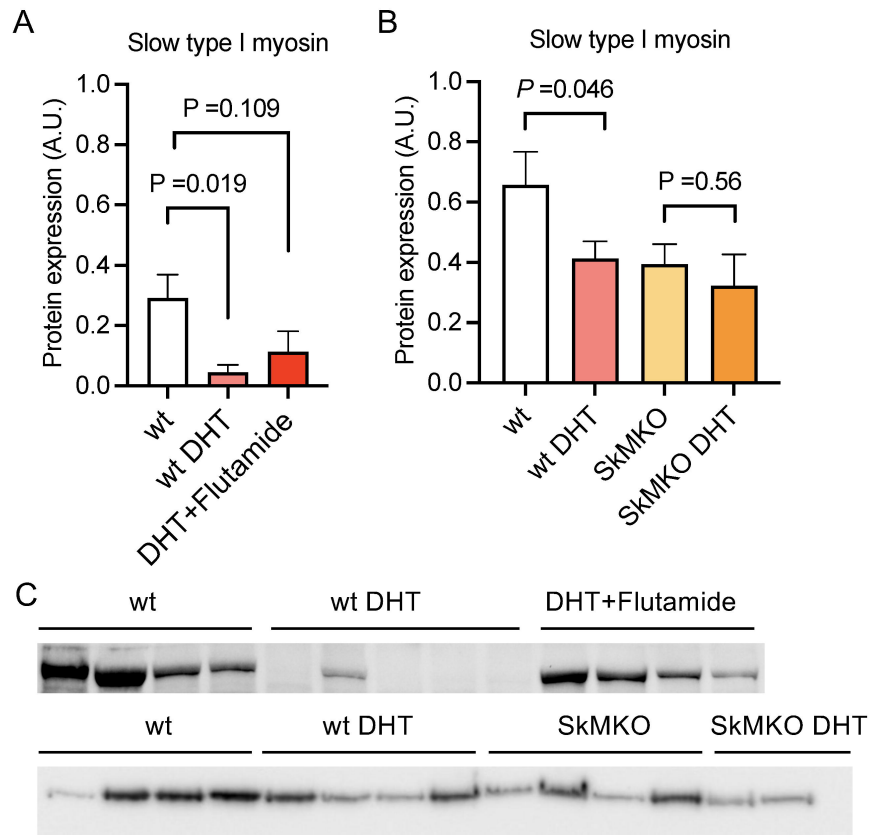 A
Slow type I myosin
Protein expression (A.U.)
1.0
0.8
0.6
0.4
0.2
0.0
P =0.109
P =0.019
wt
wt DHT
DHT+Flutamide
B
Slow type I myosin
Protein expression (A.U.)
1.0
0.8
0.6
0.4
0.2
0.0
P =0.046
P =0.56
wt
wt DHT
SkMKO
SkMKO DHT
C
wt wt DHT DHT+Flutamide
wt wt DHT SkMKO SkMKO DHT